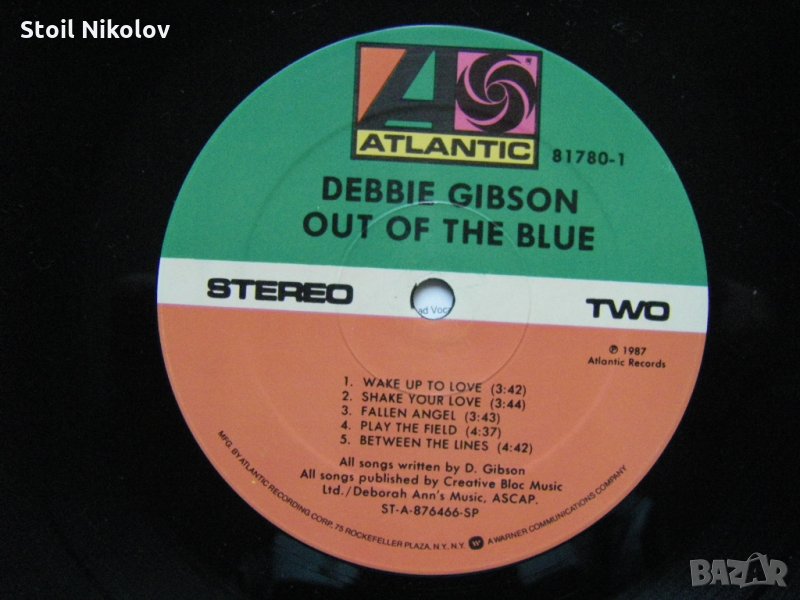 Stoil Nikolov
ATLANTIC
81780-1
DEBBIE GIBSON
OUT OF THE BLUE
STEREO
TWO
ad Voc
℗ 1987
Atlantic Records
1. WAKE UP TO LOVE (3:42)
2. SHAKE YOUR LOVE (3:44)
3. FALLEN ANGEL (3:43)
4. PLAY THE FIELD (4:37)
5. BETWEEN THE LINES (4:42)
All songs written by D. Gibson
All songs published by Creative Bloc Music
Ltd./Deborah Ann's Music, ASCAP.
ST-A-876466-SP
MFG. BY ATLANTIC RECORDING CORP. 75 ROCKEFELLER PLAZA, N.Y., N.Y. A WARNER COMMUNICATIONS COMPANY
BAZAR